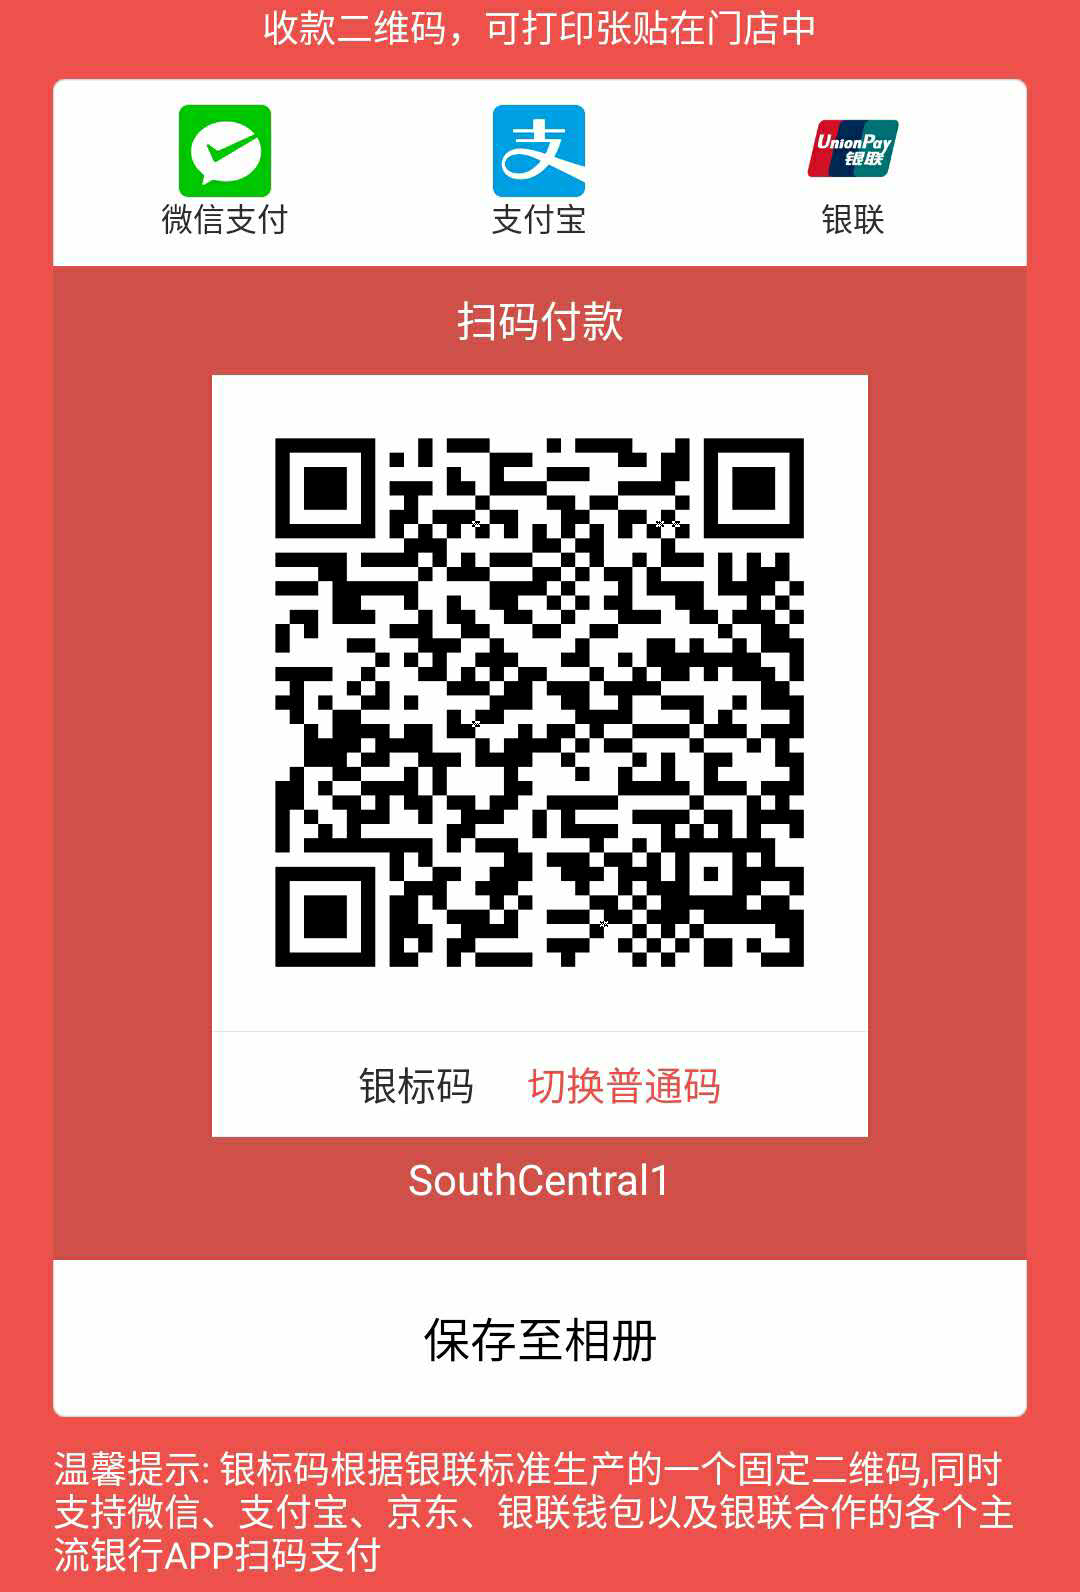 收款二维码，可打印张贴在门店中
UnionPay
银联
微信支付 支付宝 银联
扫码付款
银标码 切换普通码
SouthCentral1
保存至相册
温馨提示: 银标码根据银联标准生产的一个固定二维码,同时
支持微信、支付宝、京东、银联钱包以及银联合作的各个主
流银行APP扫码支付